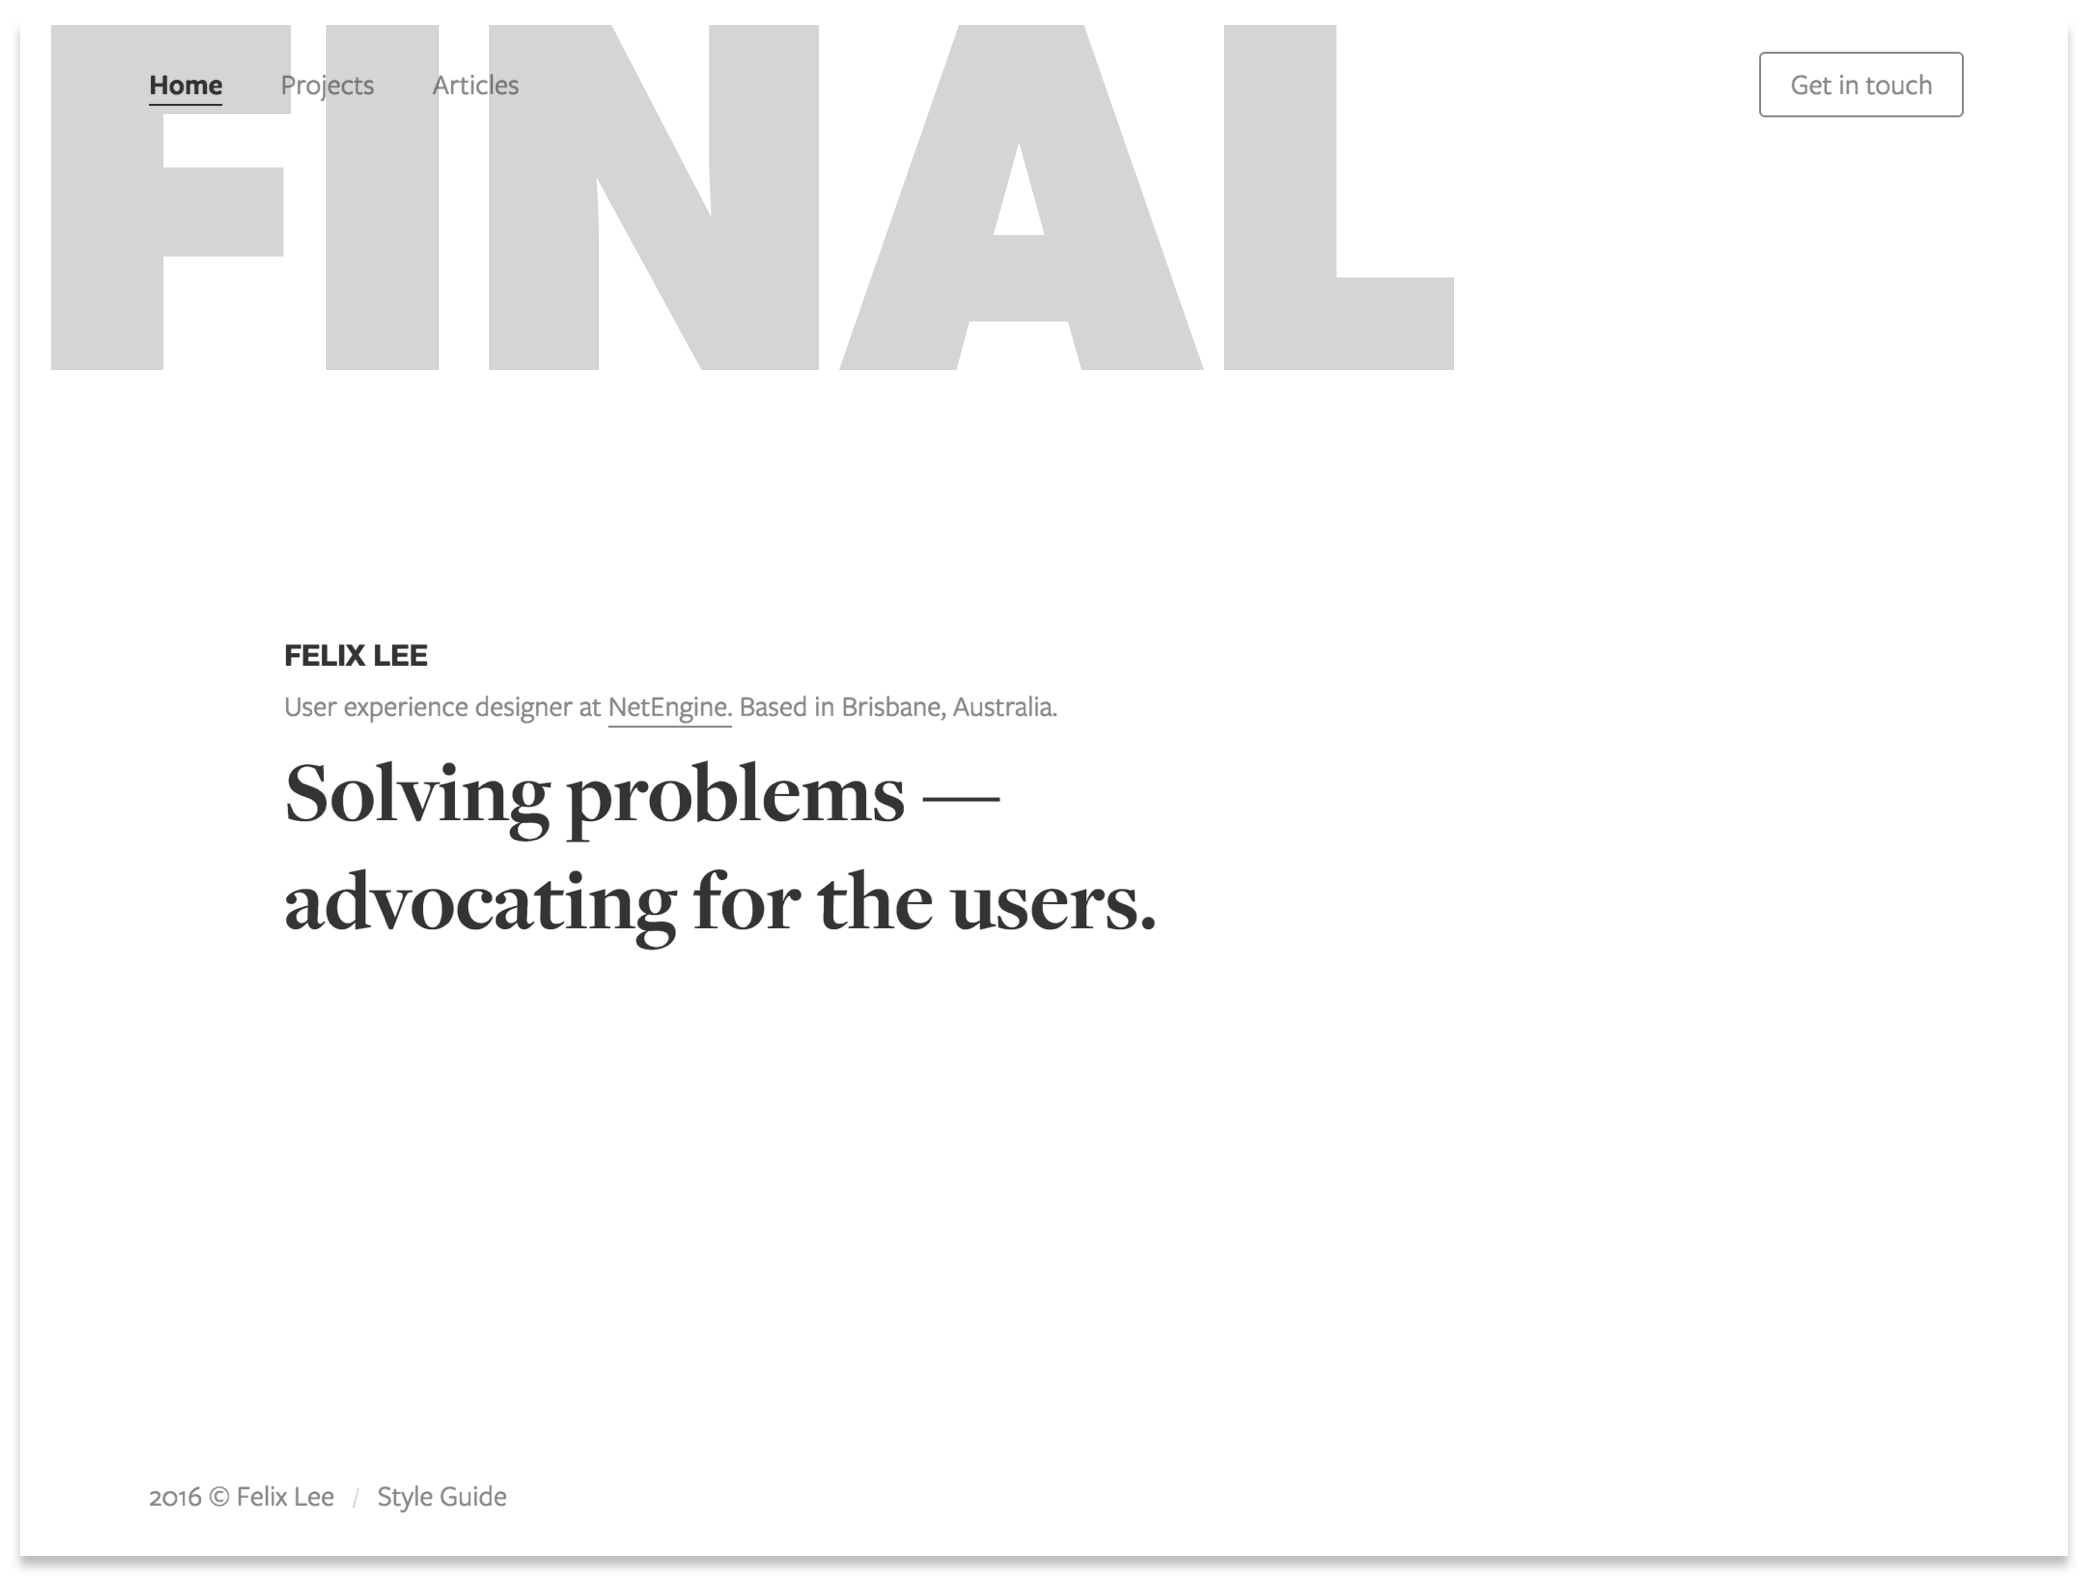 FINAL
Home Projects Articles Get in touch
FELIX LEE
User experience designer at NetEngine. Based in Brisbane, Australia.
Solving problems —
advocating for the users.
2016 © Felix Lee / Style Guide